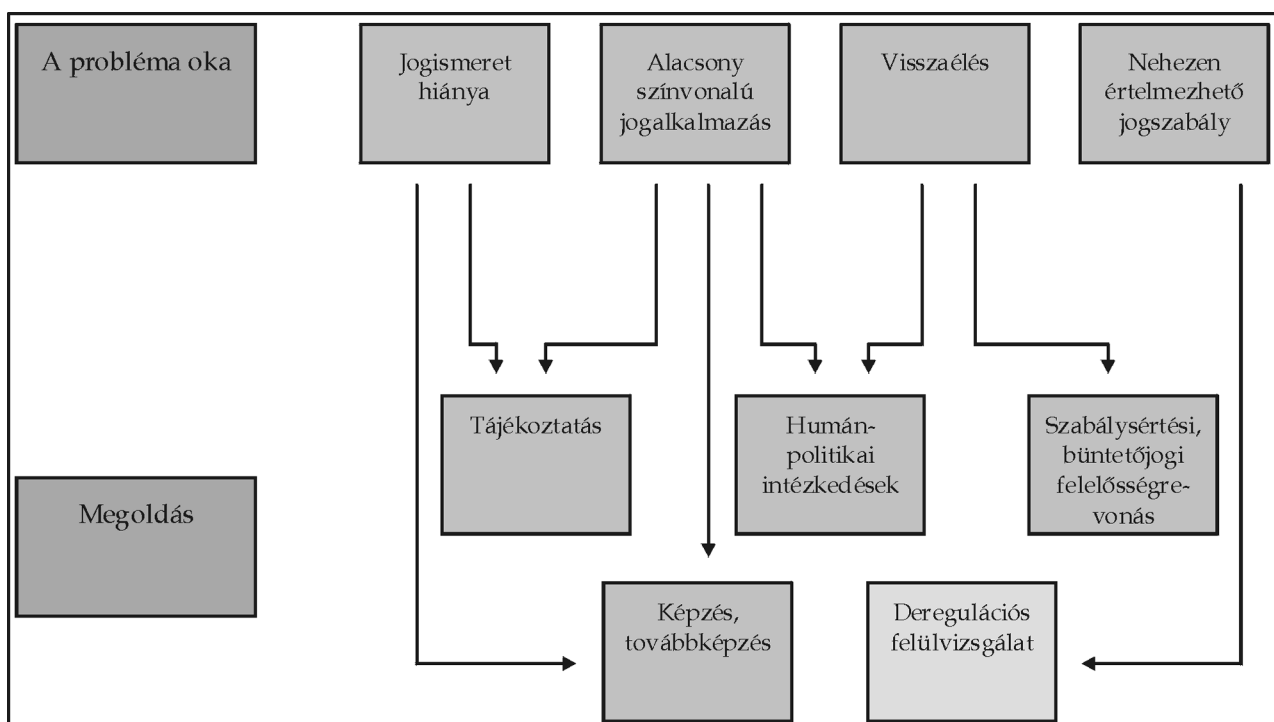 A probléma oka
Jogismeret
hiánya
Alacsony
színvonalú
jogalkalmazás
Visszaélés
Nehezen
értelmezhető
jogszabály
Tájékoztatás
Humán-
politikai
intézkedések
Szabálysértési,
büntetőjogi
felelősségre-
vonás
Megoldás
Képzés,
továbbképzés
Deregulációs
felülvizsgálat